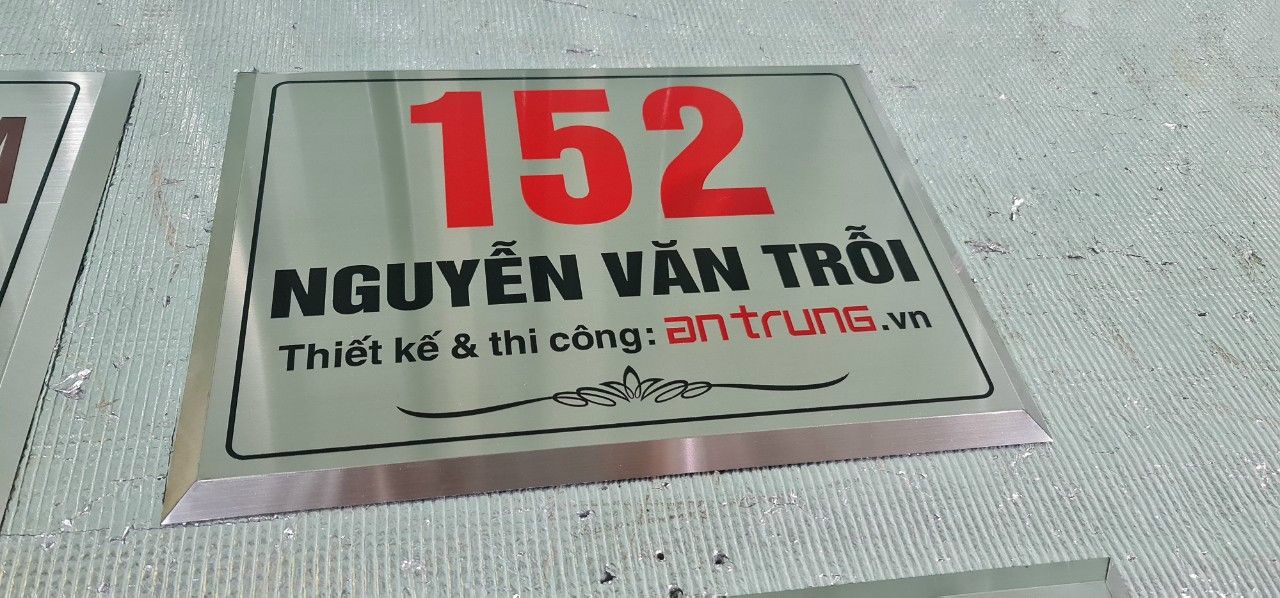 152
NGUYỄN VĂN TRỖI
Thiết kế & thi công: antrung.vn